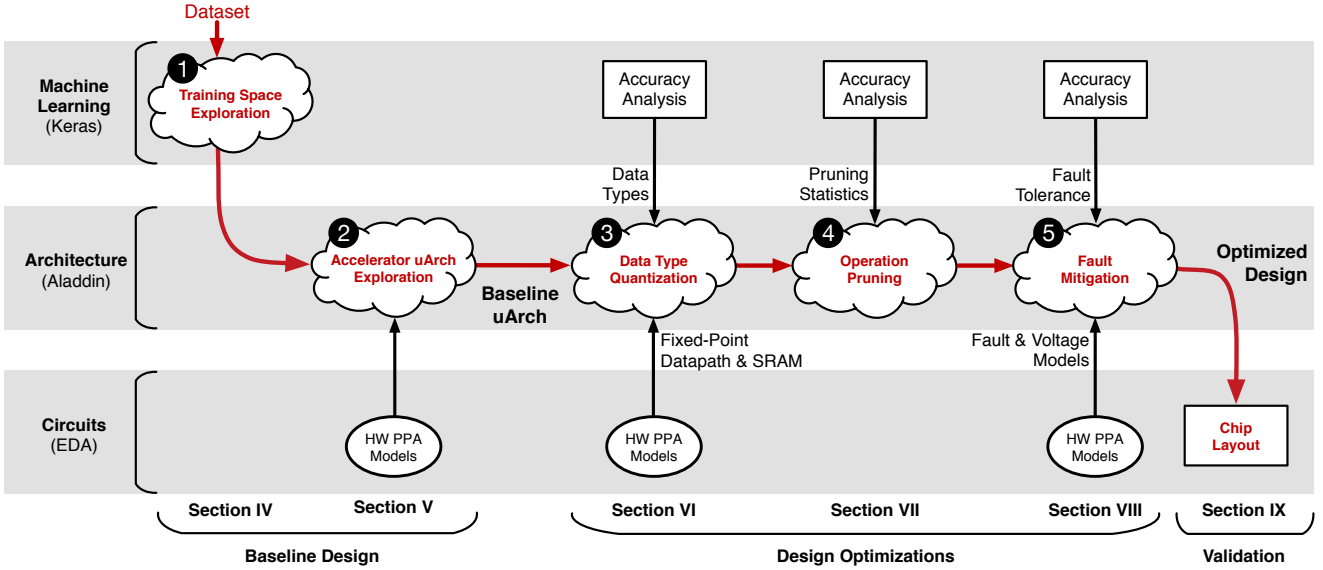 Dataset
Machine
Learning
(Keras)
1
Training Space
Exploration
Accuracy
Analysis
Accuracy
Analysis
Accuracy
Analysis
Data
Types
Pruning
Statistics
Fault
Tolerance
Architecture
(Aladdin)
2
Accelerator uArch
Exploration
Baseline
uArch
3
Data Type
Quantization
4
Operation
Pruning
5
Fault
Mitigation
Optimized
Design
Fixed-Point
Datapath & SRAM
Fault & Voltage
Models
Circuits
(EDA)
HW PPA
Models
HW PPA
Models
HW PPA
Models
Chip
Layout
Section IV
Section V
Section VI
Section VII
Section VIII
Section IX
Baseline Design
Design Optimizations
Validation